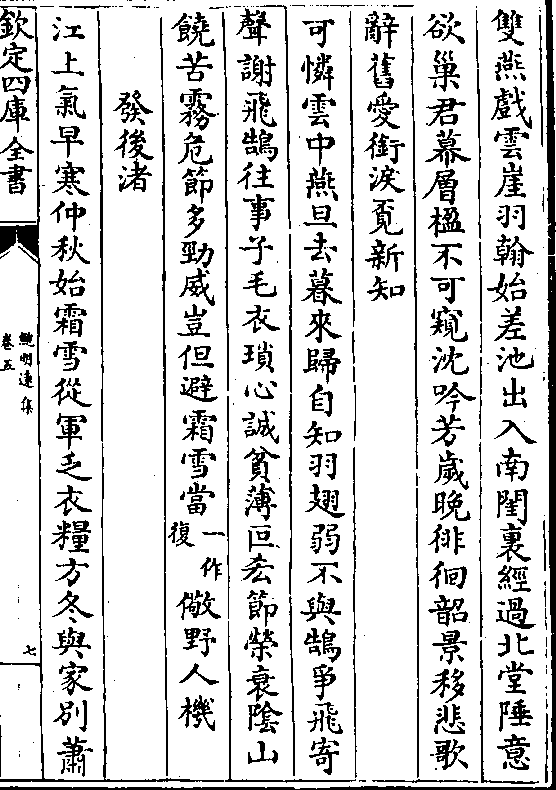 雙燕戲雲崖羽翰始差池出入南閨裏經過北堂陲意
欲巢君幕層楹不可窺沈吟芳歲晚徘徊韶景移悲歌
辭舊愛銜淚覓新知
可憐雲中燕旦去暮來歸自知羽翅弱不與鵠爭飛寄
聲謝飛鵠往事子毛衣瑣心誠貧薄叵㤗節榮衰陰山
饒苦霧危節多勁威豈但避霜雪當一作復儆野人機
發後渚
江上氣早寒仲秋始霜雪從軍乏衣糧方冬與家別蕭
欽定四庫全書
鮑明遠集
卷五
七